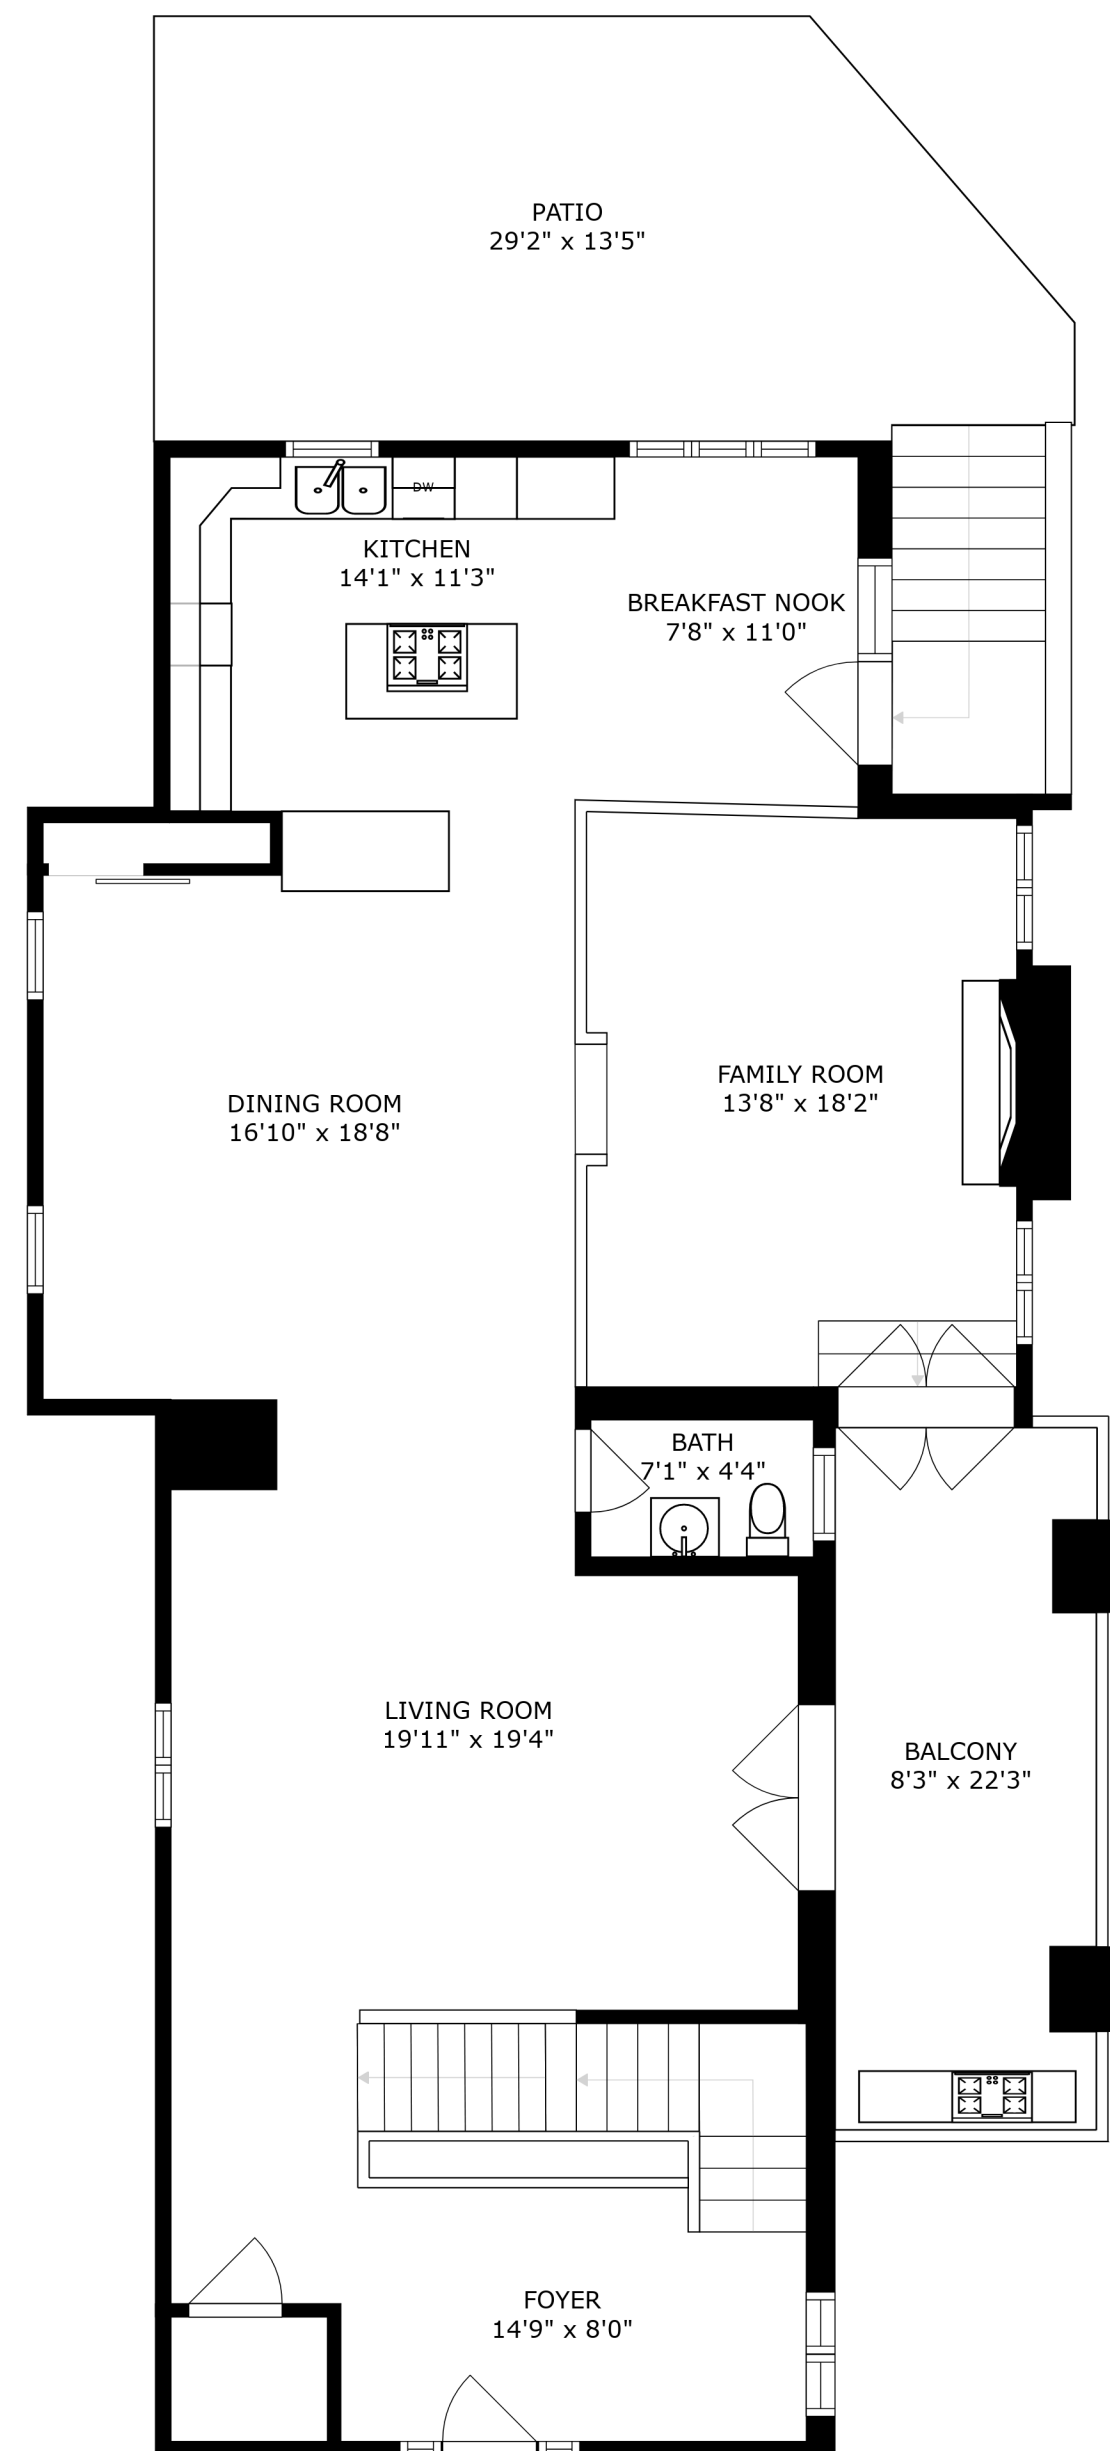 PATIO
29'2" x 13'5"
DW
KITCHEN
14'1" x 11'3"
BREAKFAST NOOK
7'8" x 11'0"
FAMILY ROOM
13'8" x 18'2"
DINING ROOM
16'10" x 18'8"
BATH
7'1" x 4'4"
LIVING ROOM
19'11" x 19'4"
BALCONY
8'3" x 22'3"
FOYER
14'9" x 8'0"